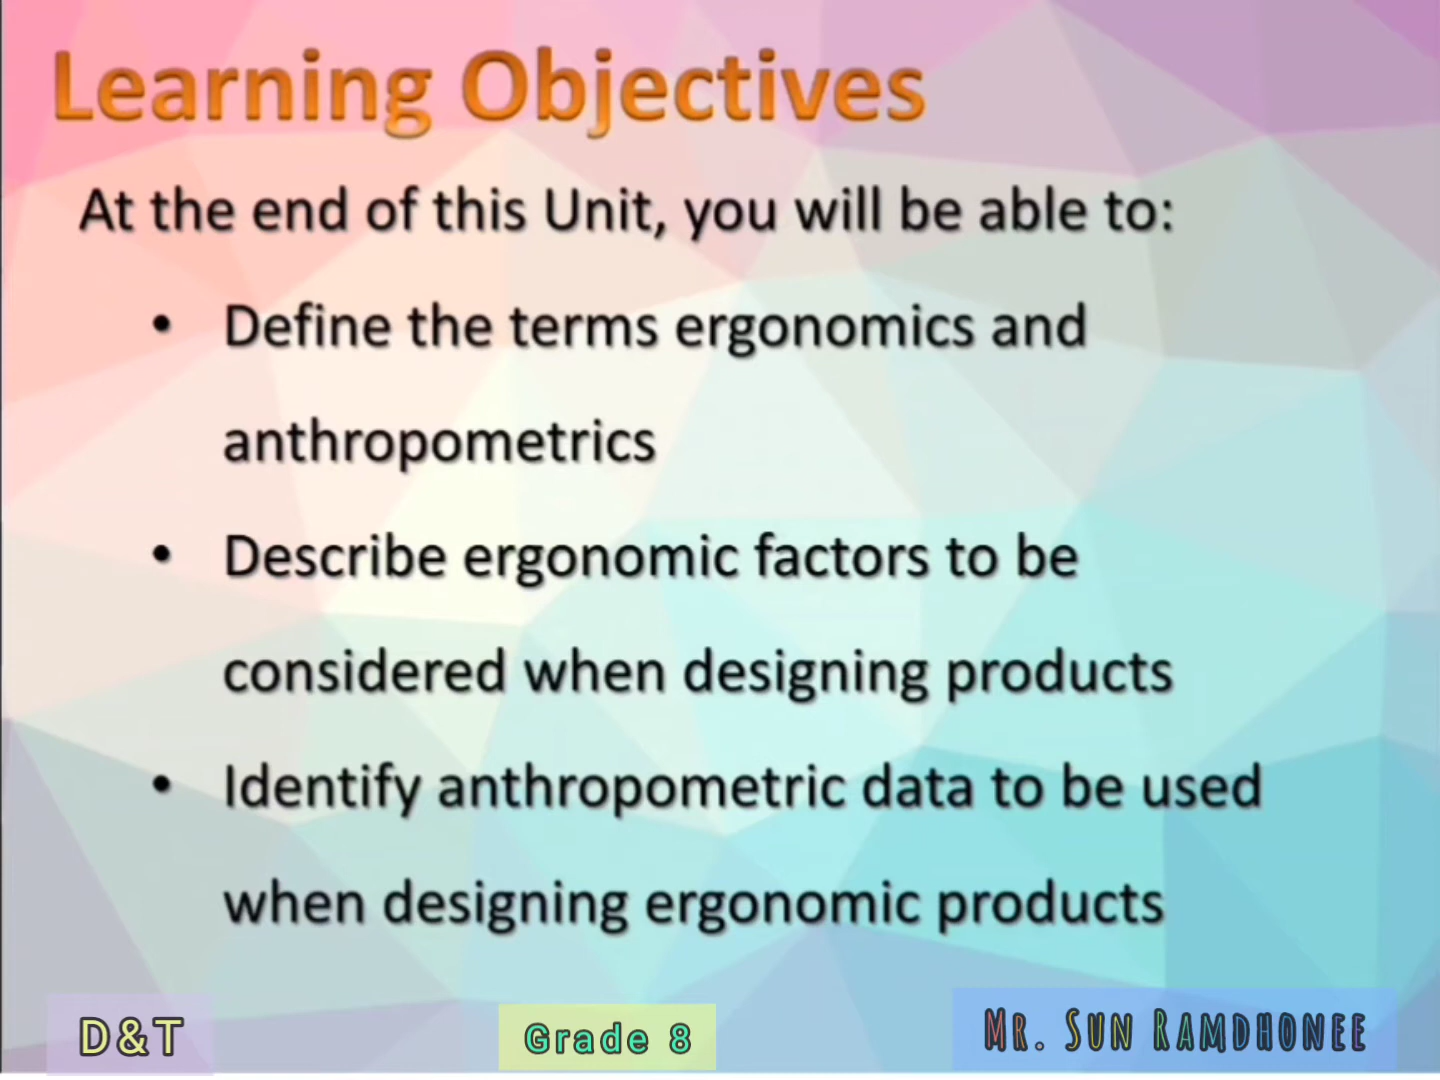 Learning Objectives
At the end of this Unit, you will be able to:
• Define the terms ergonomics and
anthropometrics
• Describe ergonomic factors to be
considered when designing products
• Identify anthropometric data to be used
when designing ergonomic products
D&T
Grade 8
Mr. Sun Ramdhonee